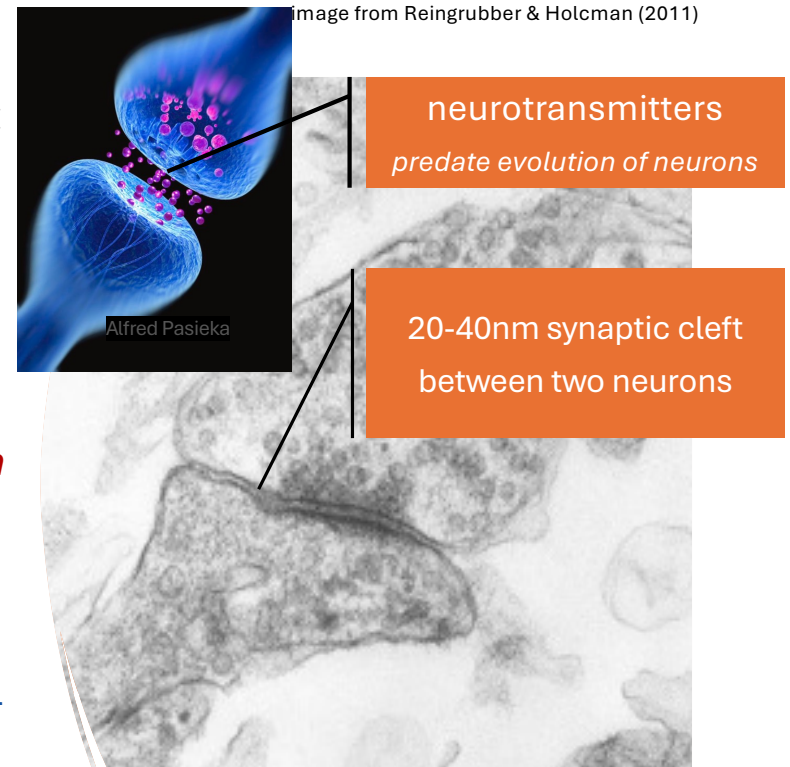 image from Reingrubber & Holcman (2011)
neurotransmitters
predate evolution of neurons
20-40nm synaptic cleft
between two neurons
Alfred Pasieka